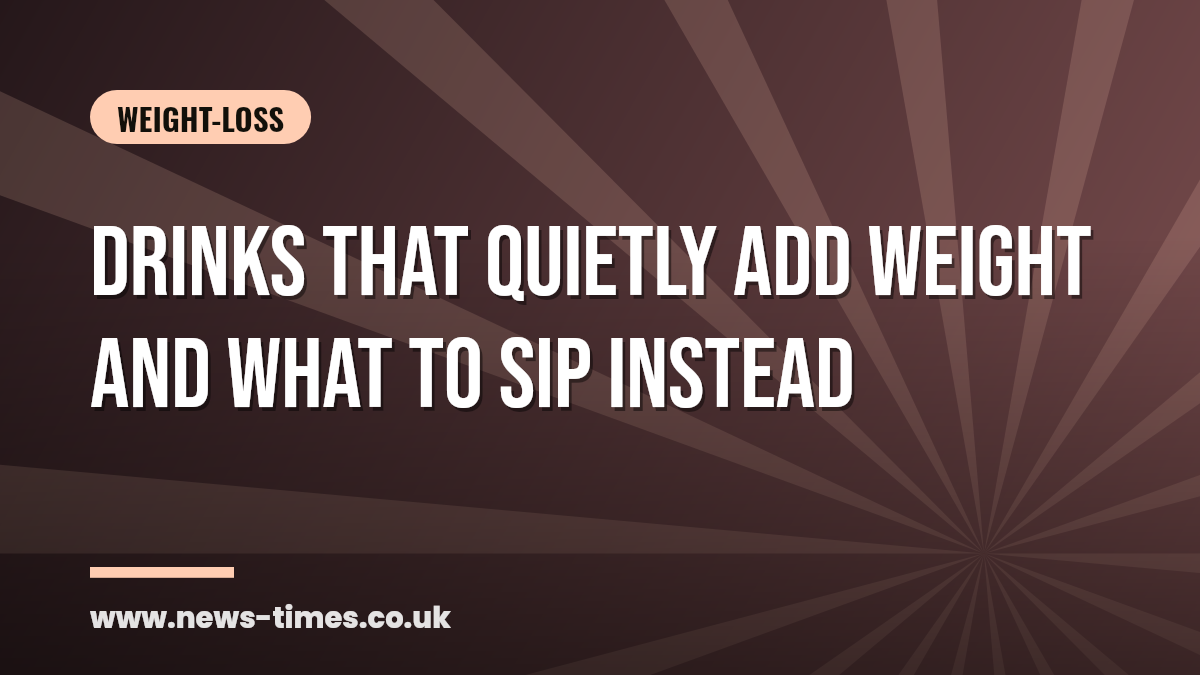 WEIGHT-LOSS
DRINKS THAT QUIETLY ADD WEIGHT
AND WHAT TO SIP INSTEAD
www.news-times.co.uk